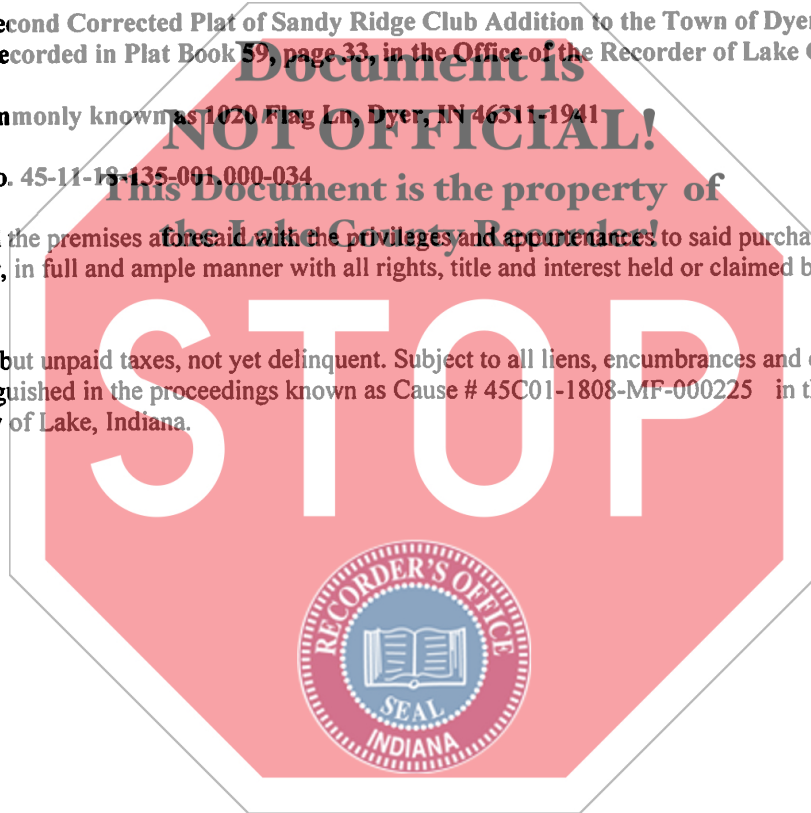 econd Corrected Plat of Sandy Ridge Club Addition to the Town of Dyer
ecorded in Plat Book 59, page 33, in the Office of the Recorder of Lake C
Document is
mmonly known as 1020 Flag Ln, Dyer, IN 46311-1941
NOT OFFICIAL!
o. 45-11-18-135-001.000-034
This Document is the property of
the Lake County Recorder!
the premises aforesaid with the privileges and appurtenances to said purcha
, in full and ample manner with all rights, title and interest held or claimed b
but unpaid taxes, not yet delinquent. Subject to all liens, encumbrances and
guished in the proceedings known as Cause # 45C01-1808-MF-000225 in t
of Lake, Indiana.
STOP
RECORDER'S OFFICE
SEAL
INDIANA